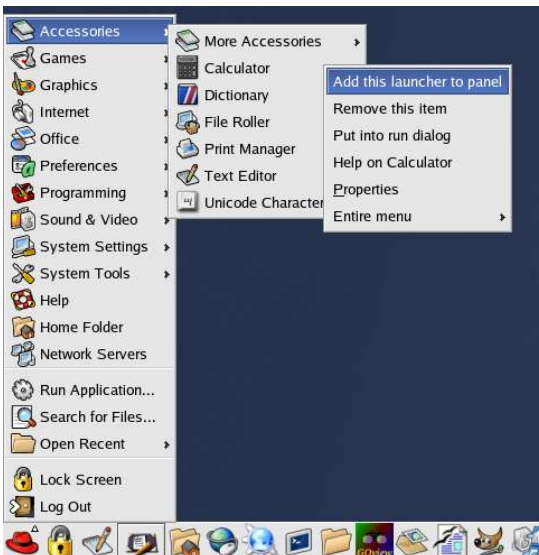 Accessories
Games
Graphics
Internet
Office
Preferences
Programming
Sound & Video
System Settings
System Tools
Help
Home Folder
Network Servers
Run Application...
Search for Files...
Open Recent
Lock Screen
Log Out
More Accessories
Calculator
Dictionary
File Roller
Print Manager
Text Editor
Unicode Character
Add this launcher to panel
Remove this item
Put into run dialog
Help on Calculator
Properties
Entire menu
GQview